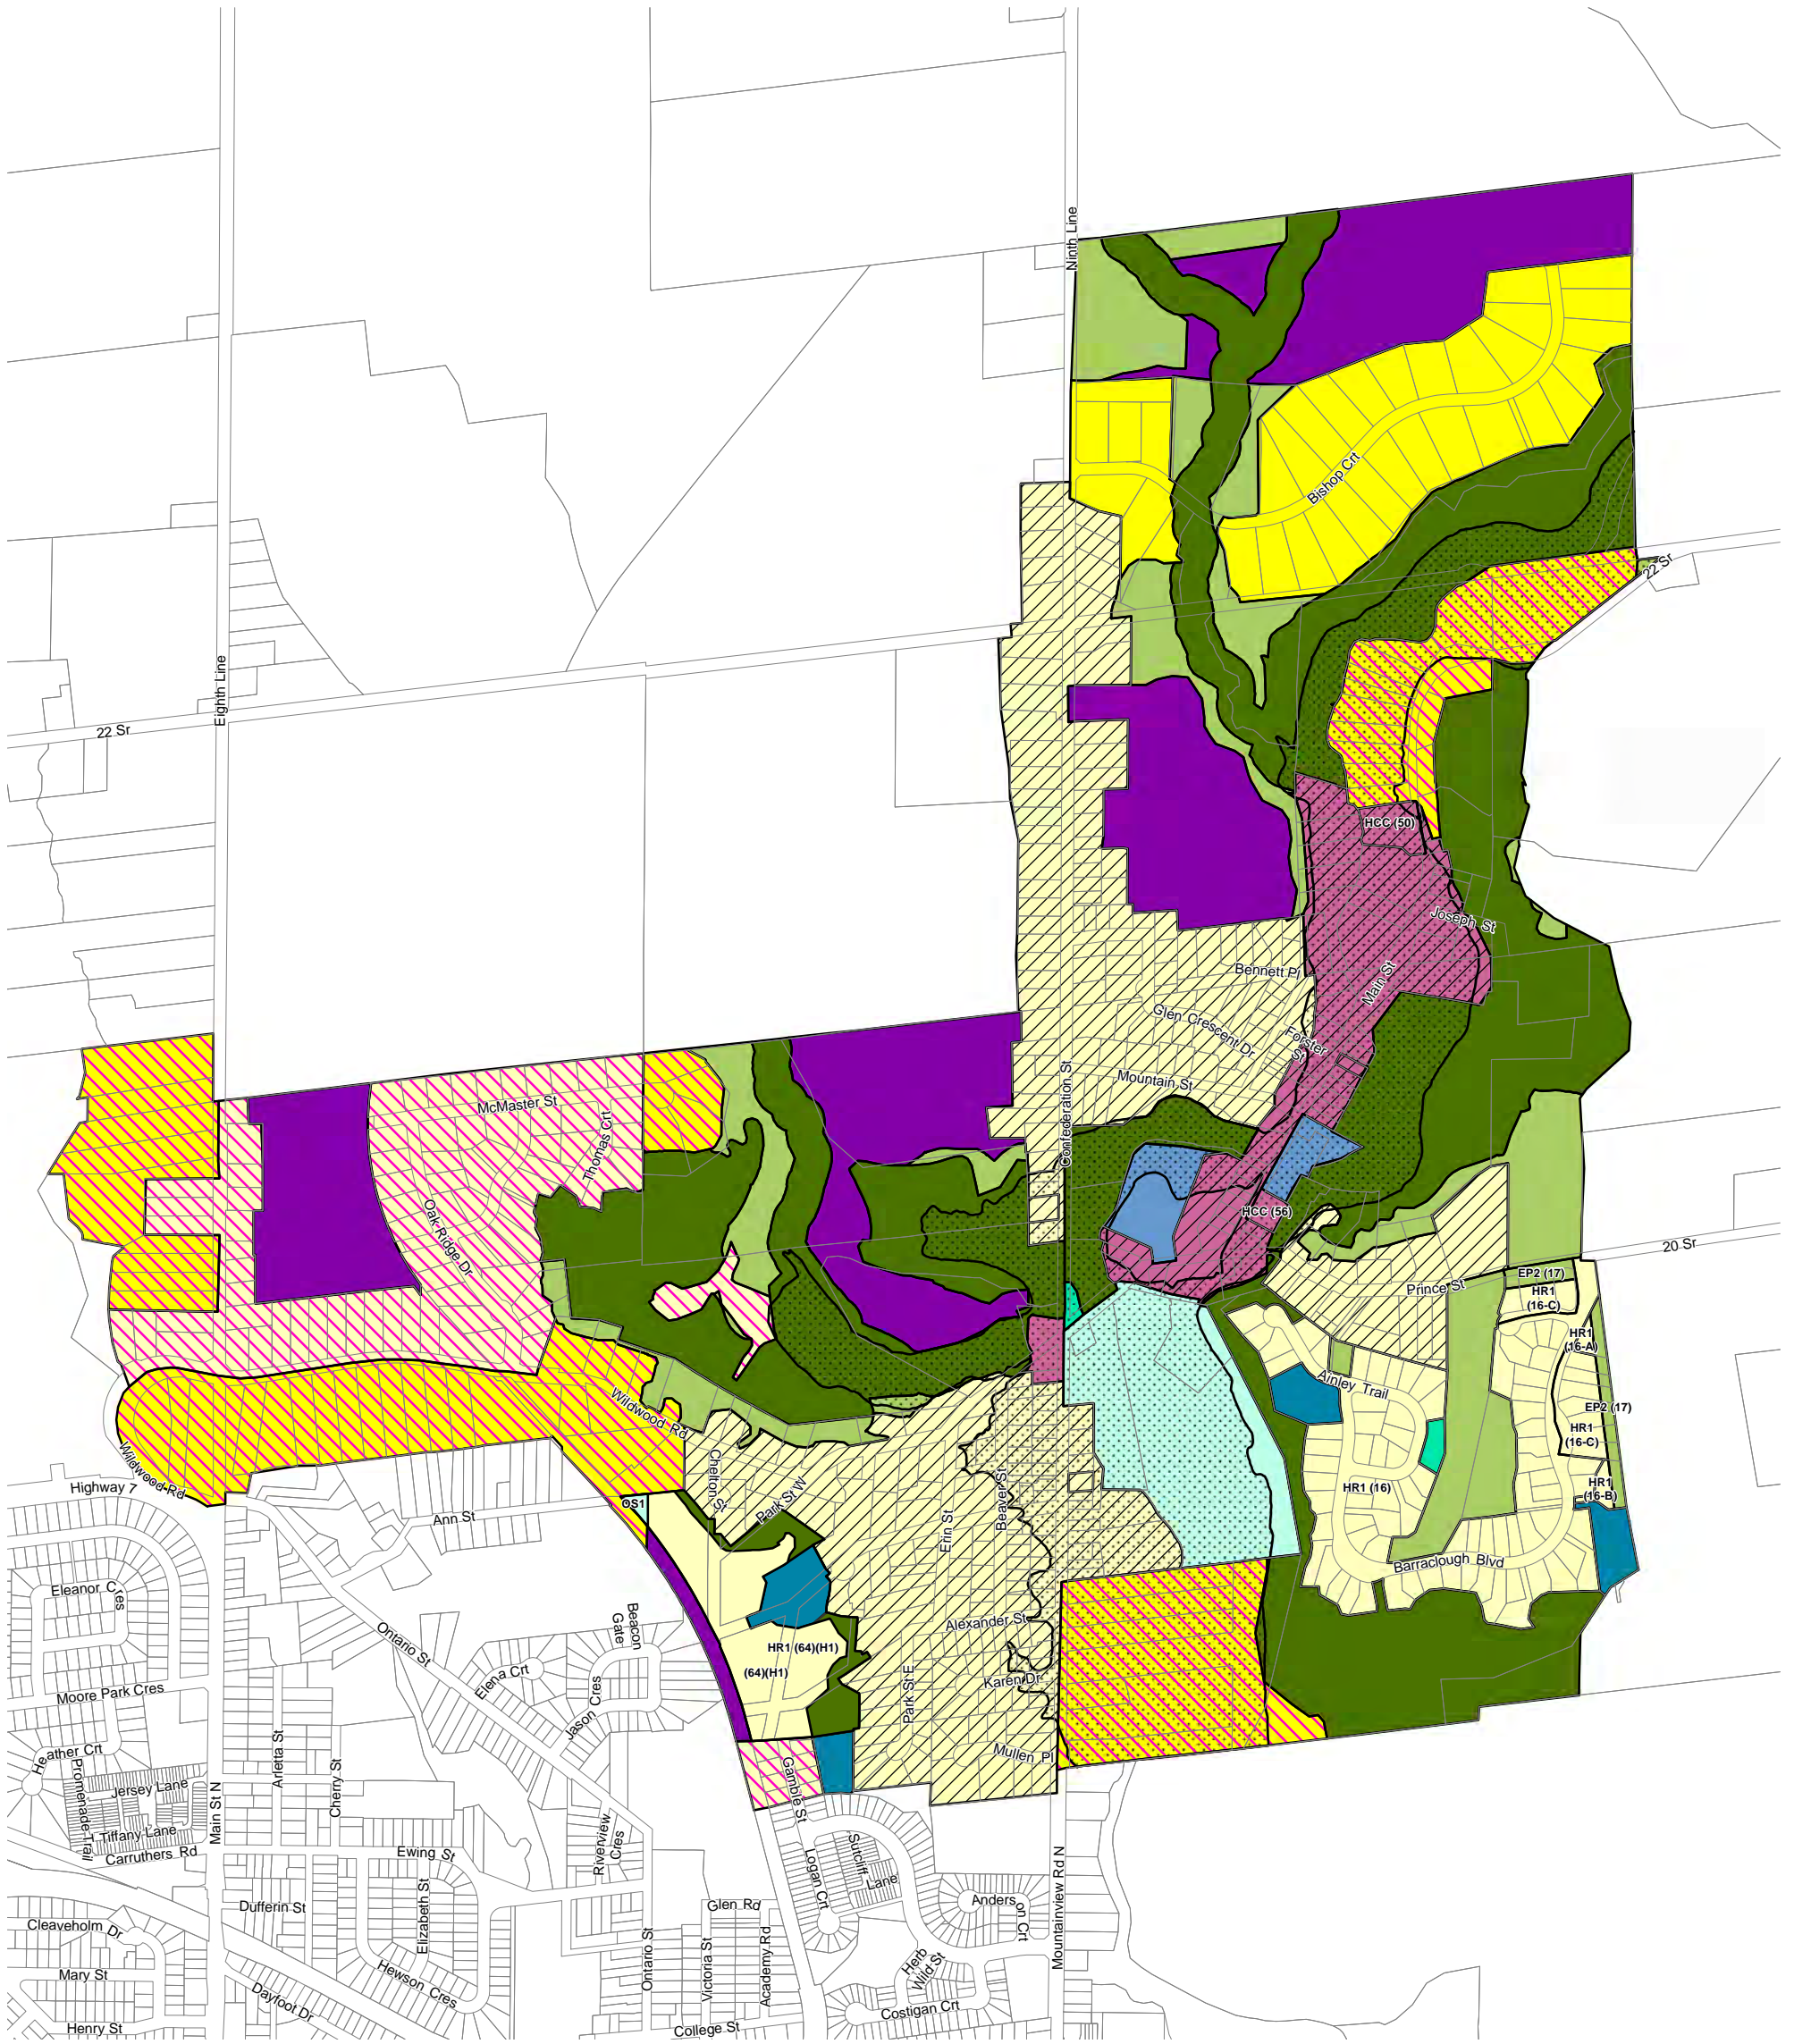 Ninth Line
Bishop Crt
22 Sr
Eighth Line
22 Sr
HCC (50)
Joseph St
Bennett Pl
Main St
Glen Crescent Dr
Forster
St
Mountain St
Confederation St
McMaster St
Thomas Crt
Oak Ridge Dr
HCC (56)
20 Sr
Prince St
EP2 (17)
HR1
(16-C)
HR1
(16-A)
Ainley Trail
EP2 (17)
HR1
(16-C)
HR1 (16)
HR1
(16-B)
Barraclough Blvd
Wildwood Rd
Wildwood Rd
Highway 7
Chelton St
Park St W
OS1
Ann St
Erin St
Beaver St
Eleanor Cres
Beacon
Gate
Alexander St
Ontario St
HR1 (64)(H1)
(64)(H1)
Elena Crt
Moore Park Cres
Jason Cres
Park St E
Karen Dr
Heather Crt
Arletta St
Mullen Pl
Promenade Trail
Jersey Lane
Main St N
Cherry St
Gamble St
Tiffany Lane
Carruthers Rd
Ewing St
Riverview
Cres
Sutcliff
Lane
Logan Crt
Dufferin St
Elizabeth St
Glen Rd
Anderson Crt
Mountainview Rd N
Cleaveholm Dr
Ontario St
Victoria St
Academy Rd
Herb
Wild St
Mary St
Hewson Cres
Dayfoot Dr
Costigan Crt
Henry St
College St